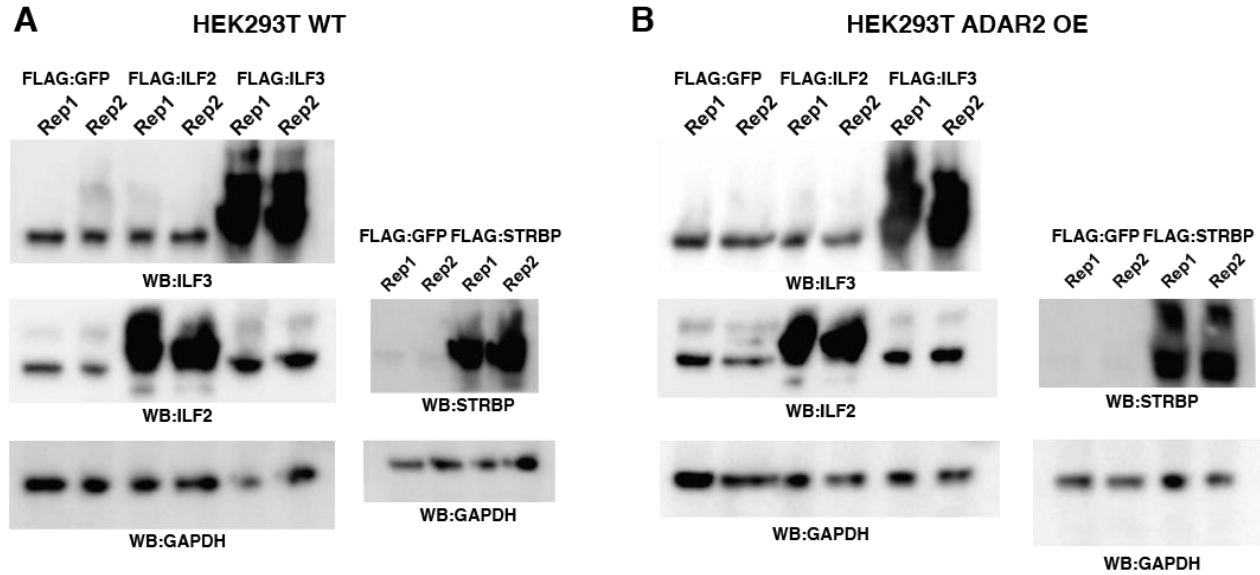 A
HEK293T WT
FLAG:GFP FLAG:ILF2 FLAG:ILF3
Rep1 Rep2 Rep1 Rep2 Rep1 Rep2
WB:ILF3
WB:ILF2
WB:GAPDH
FLAG:GFP FLAG:STRBP
Rep1 Rep2 Rep1 Rep2
WB:STRBP
WB:GAPDH
B
HEK293T ADAR2 OE
FLAG:GFP FLAG:ILF2 FLAG:ILF3
Rep1 Rep2 Rep1 Rep2 Rep1 Rep2
WB:ILF3
WB:ILF2
WB:GAPDH
FLAG:GFP FLAG:STRBP
Rep1 Rep2 Rep1 Rep2
WB:STRBP
WB:GAPDH